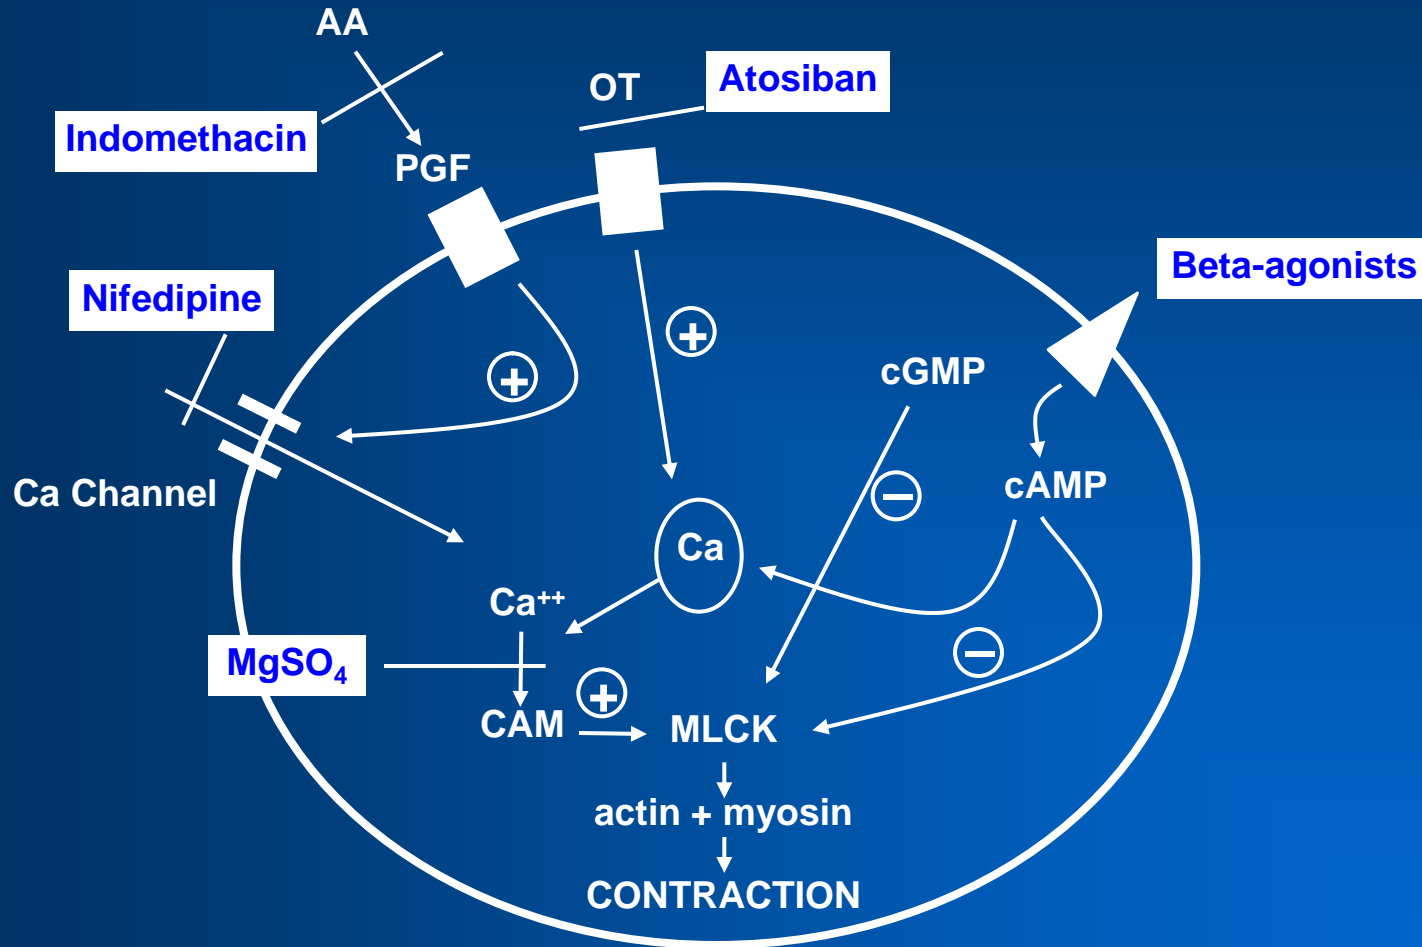 AA
OT
Atosiban
Indomethacin
PGF
Beta-agonists
Nifedipine
+
+
cGMP
Ca Channel
−
cAMP
Ca
Ca++
−
MgSO4
+
CAM
MLCK
actin + myosin
CONTRACTION